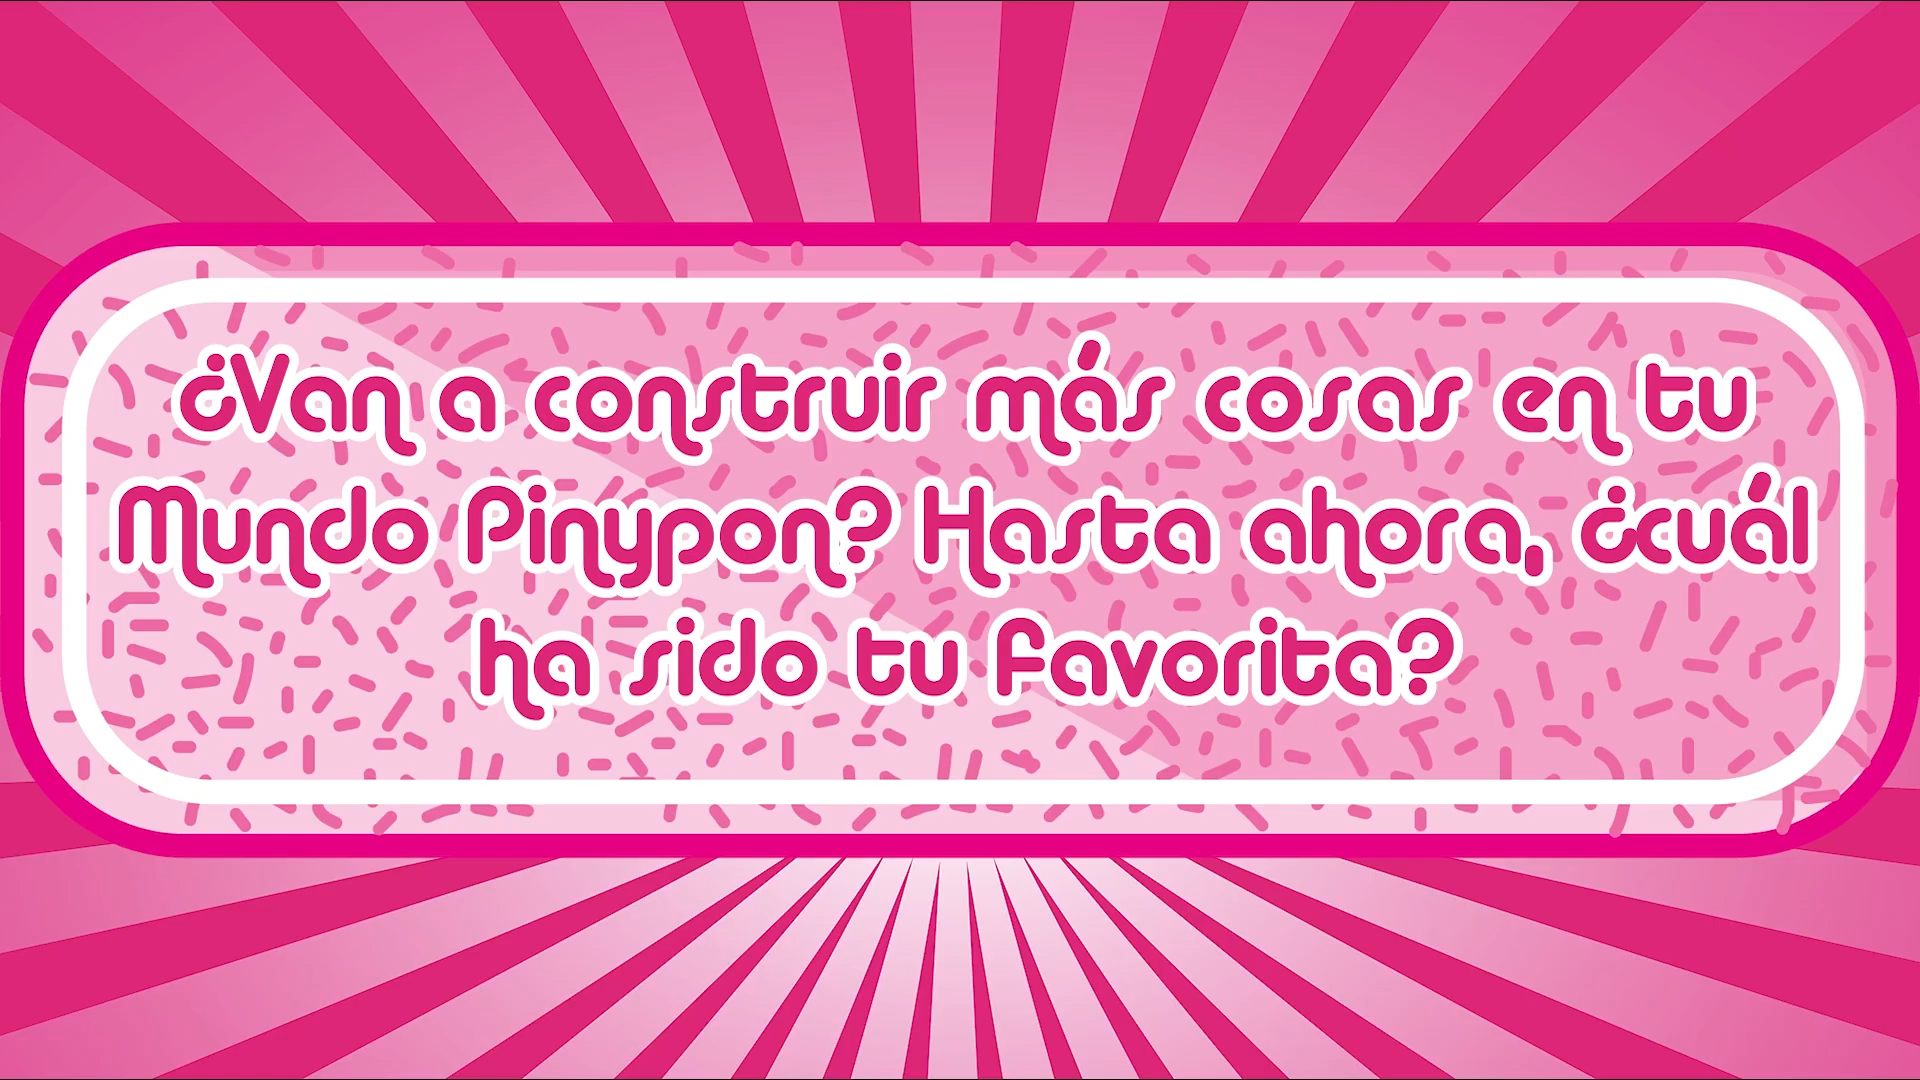 ¿Van a construir más cosas en tu
Mundo Pinypon? Hasta ahora, ¿cuál
ha sido tu favorita?